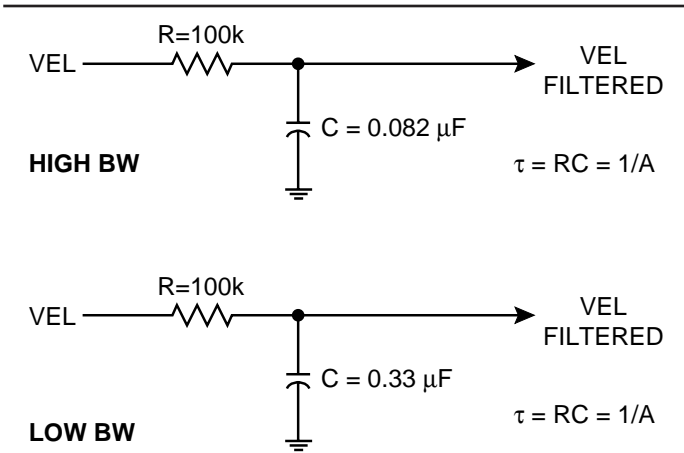 R=100k
VEL
VEL
FILTERED
C = 0.082 μF
HIGH BW
τ = RC = 1/A
R=100k
VEL
VEL
FILTERED
C = 0.33 μF
LOW BW
τ = RC = 1/A